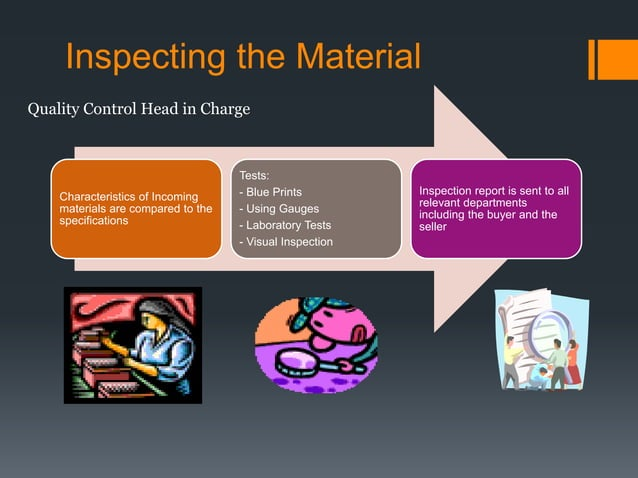 Inspecting the Material
Quality Control Head in Charge
Characteristics of Incoming
materials are compared to the
specifications
Tests:
- Blue Prints
- Using Gauges
- Laboratory Tests
- Visual Inspection
Inspection report is sent to all
relevant departments
including the buyer and the
seller